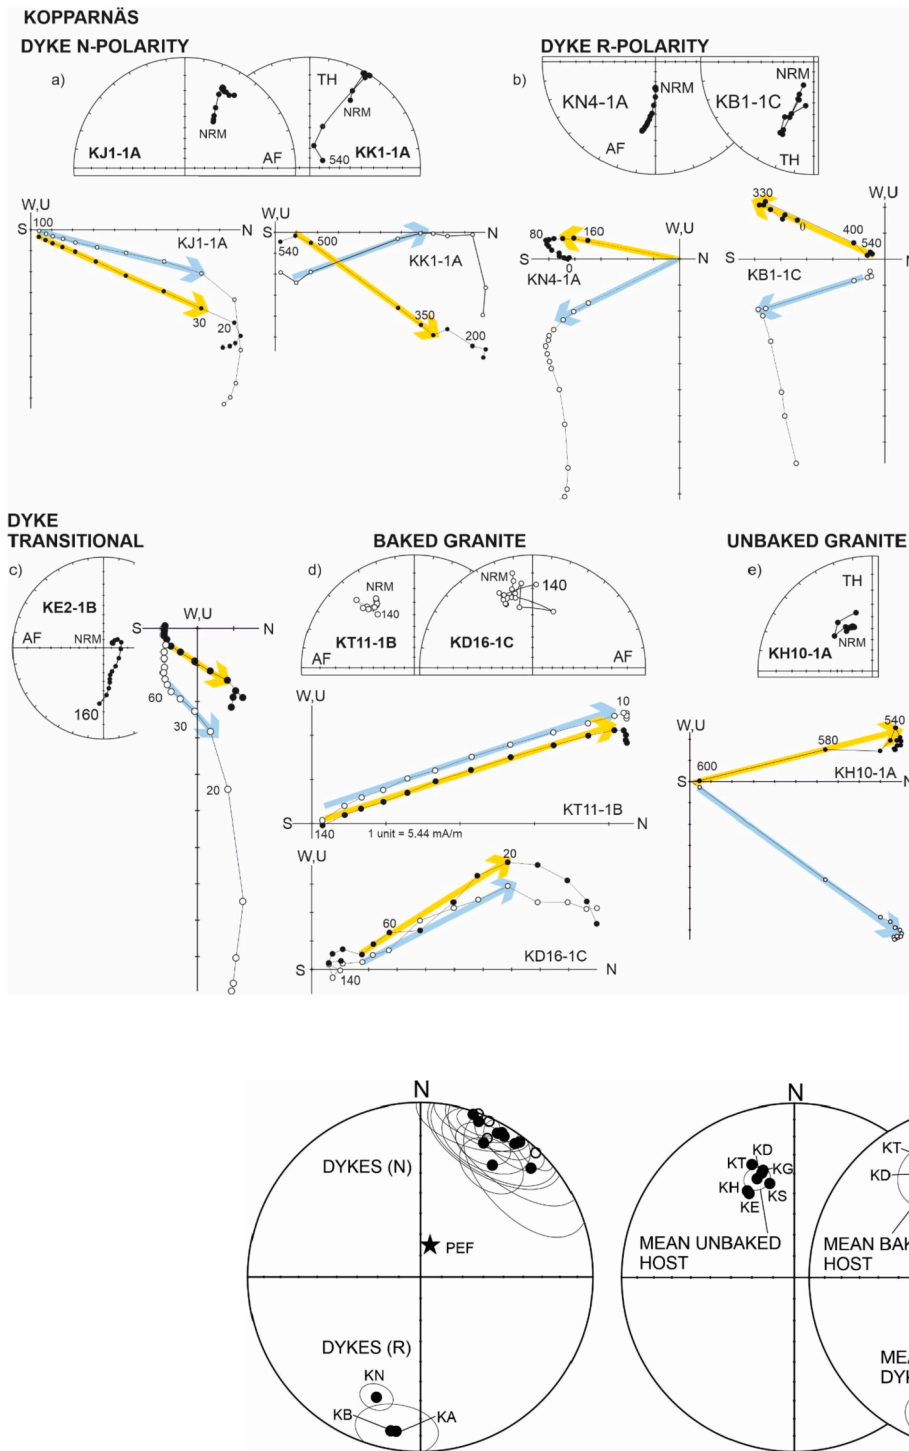 KOPPARNÄS
DYKE N-POLARITY
DYKE R-POLARITY
a)
TH
NRM
NRM
KJ1-1A
AF
540
KK1-1A
b)
KN4-1A
NRM
AF
NRM
KB1-1C
TH
W,U
S
100
N
KJ1-1A
30
20
W,U
N
540
500
KK1-1A
350
200
W,U
80
160
S
N
KN4-1A
0
W,U
330
0
400
540
S
N
KB1-1C
DYKE
TRANSITIONAL
BAKED GRANITE
UNBAKED GRANITE
c)
KE2-1B
AF
NRM
160
W,U
S
N
60
30
20
d)
NRM
140
KT11-1B
AF
NRM
140
KD16-1C
AF
e)
TH
NRM
KH10-1A
W,U
10
S
N
140
KT11-1B
1 unit = 5.44 mA/m
W,U
20
60
KD16-1C
S
N
140
W,U
540
580
600
S
N
KH10-1A
N
DYKES (N)
PEF
DYKES (R)
KN
KB
KA
N
KD
KT
KG
KH
KS
KE
MEAN UNBAKED
HOST
KT
KD
MEAN BAK
HOST
MEA
DYK